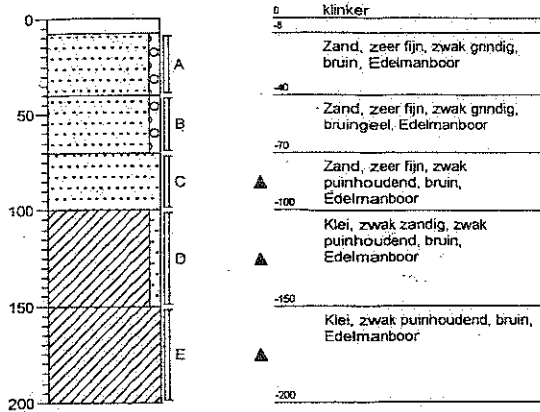 0
klinker
-8
Zand, zeer fijn, zwak grindig,
bruin, Edelmanboor
A
-40
50
B
Zand, zeer fijn, zwak grindig,
bruingeel, Edelmanboor
-70
C
Zand, zeer fijn, zwak
puinhoudend, bruin,
Edelmanboor
100
-100
D
Klei, zwak zandig, zwak
puinhoudend, bruin,
Edelmanboor
150
-150
E
Klei, zwak puinhoudend, bruin,
Edelmanboor
200
-200